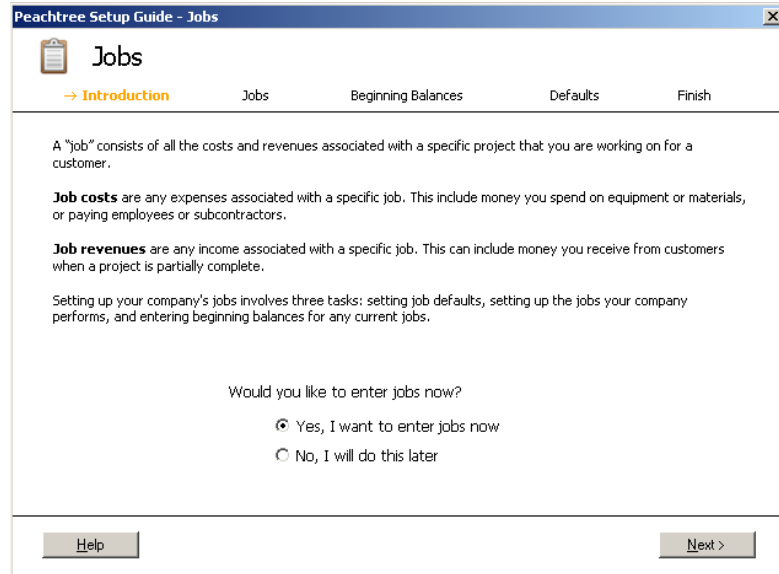 Peachtree Setup Guide - Jobs
Jobs
→ Introduction Jobs Beginning Balances Defaults Finish
A "job" consists of all the costs and revenues associated with a specific project that you are working on for a
customer.
Job costs are any expenses associated with a specific job. This include money you spend on equipment or materials,
or paying employees or subcontractors.
Job revenues are any income associated with a specific job. This can include money you receive from customers
when a project is partially complete.
Setting up your company's jobs involves three tasks: setting job defaults, setting up the jobs your company
performs, and entering beginning balances for any current jobs.
Would you like to enter jobs now?
Yes, I want to enter jobs now
No, I will do this later
Help Next >